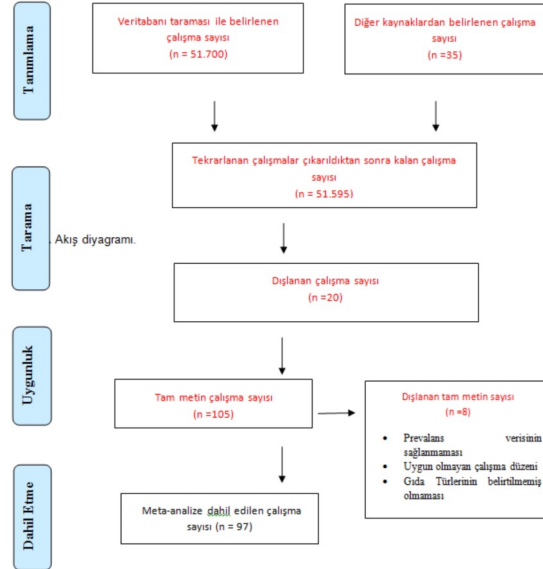 Tanımlama
Veritabanı taraması ile belirlenen
çalışma sayısı
(n = 51.700)
Diğer kaynaklardan belirlenen çalışma
sayısı
(n =35)
Tarama
Tekrarlanan çalışmalar çıkarıldıktan sonra kalan çalışma
sayısı
(n = 51.595)
. Akış diyagramı.
Dışlanan çalışma sayısı
(n =20)
Uygunluk
Tam metin çalışma sayısı
(n =105)
Dışlanan tam metin sayısı
(n =8)
• Prevalans verisinin
sağlanmaması
• Uygun olmayan çalışma düzeni
• Gıda Türlerinin belirtilmemiş
olmaması
Dahil Etme
Meta-analize dahil edilen çalışma
sayısı (n = 97)